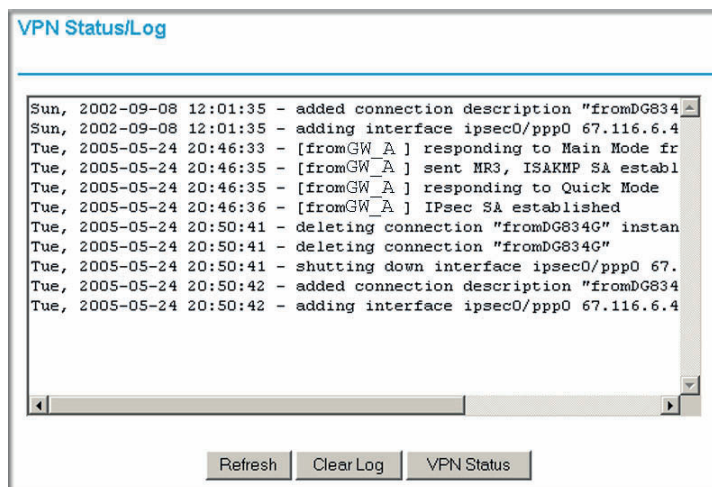 VPN Status/Log
Sun, 2002-09-08 12:01:35 - added connection description "fromDG834
Sun, 2002-09-08 12:01:35 - adding interface ipsec0/ppp0 67.116.6.4
Tue, 2005-05-24 20:46:33 - [fromGW_A ] responding to Main Mode fr
Tue, 2005-05-24 20:46:35 - [fromGW_A ] sent MR3, ISAKMP SA establ
Tue, 2005-05-24 20:46:35 - [fromGW_A ] responding to Quick Mode
Tue, 2005-05-24 20:46:36 - [fromGW_A ] IPsec SA established
Tue, 2005-05-24 20:50:41 - deleting connection "fromDG834G" instan
Tue, 2005-05-24 20:50:41 - deleting connection "fromDG834G"
Tue, 2005-05-24 20:50:41 - shutting down interface ipsec0/ppp0 67.
Tue, 2005-05-24 20:50:42 - added connection description "fromDG834
Tue, 2005-05-24 20:50:42 - adding interface ipsec0/ppp0 67.116.6.4
Refresh Clear Log VPN Status